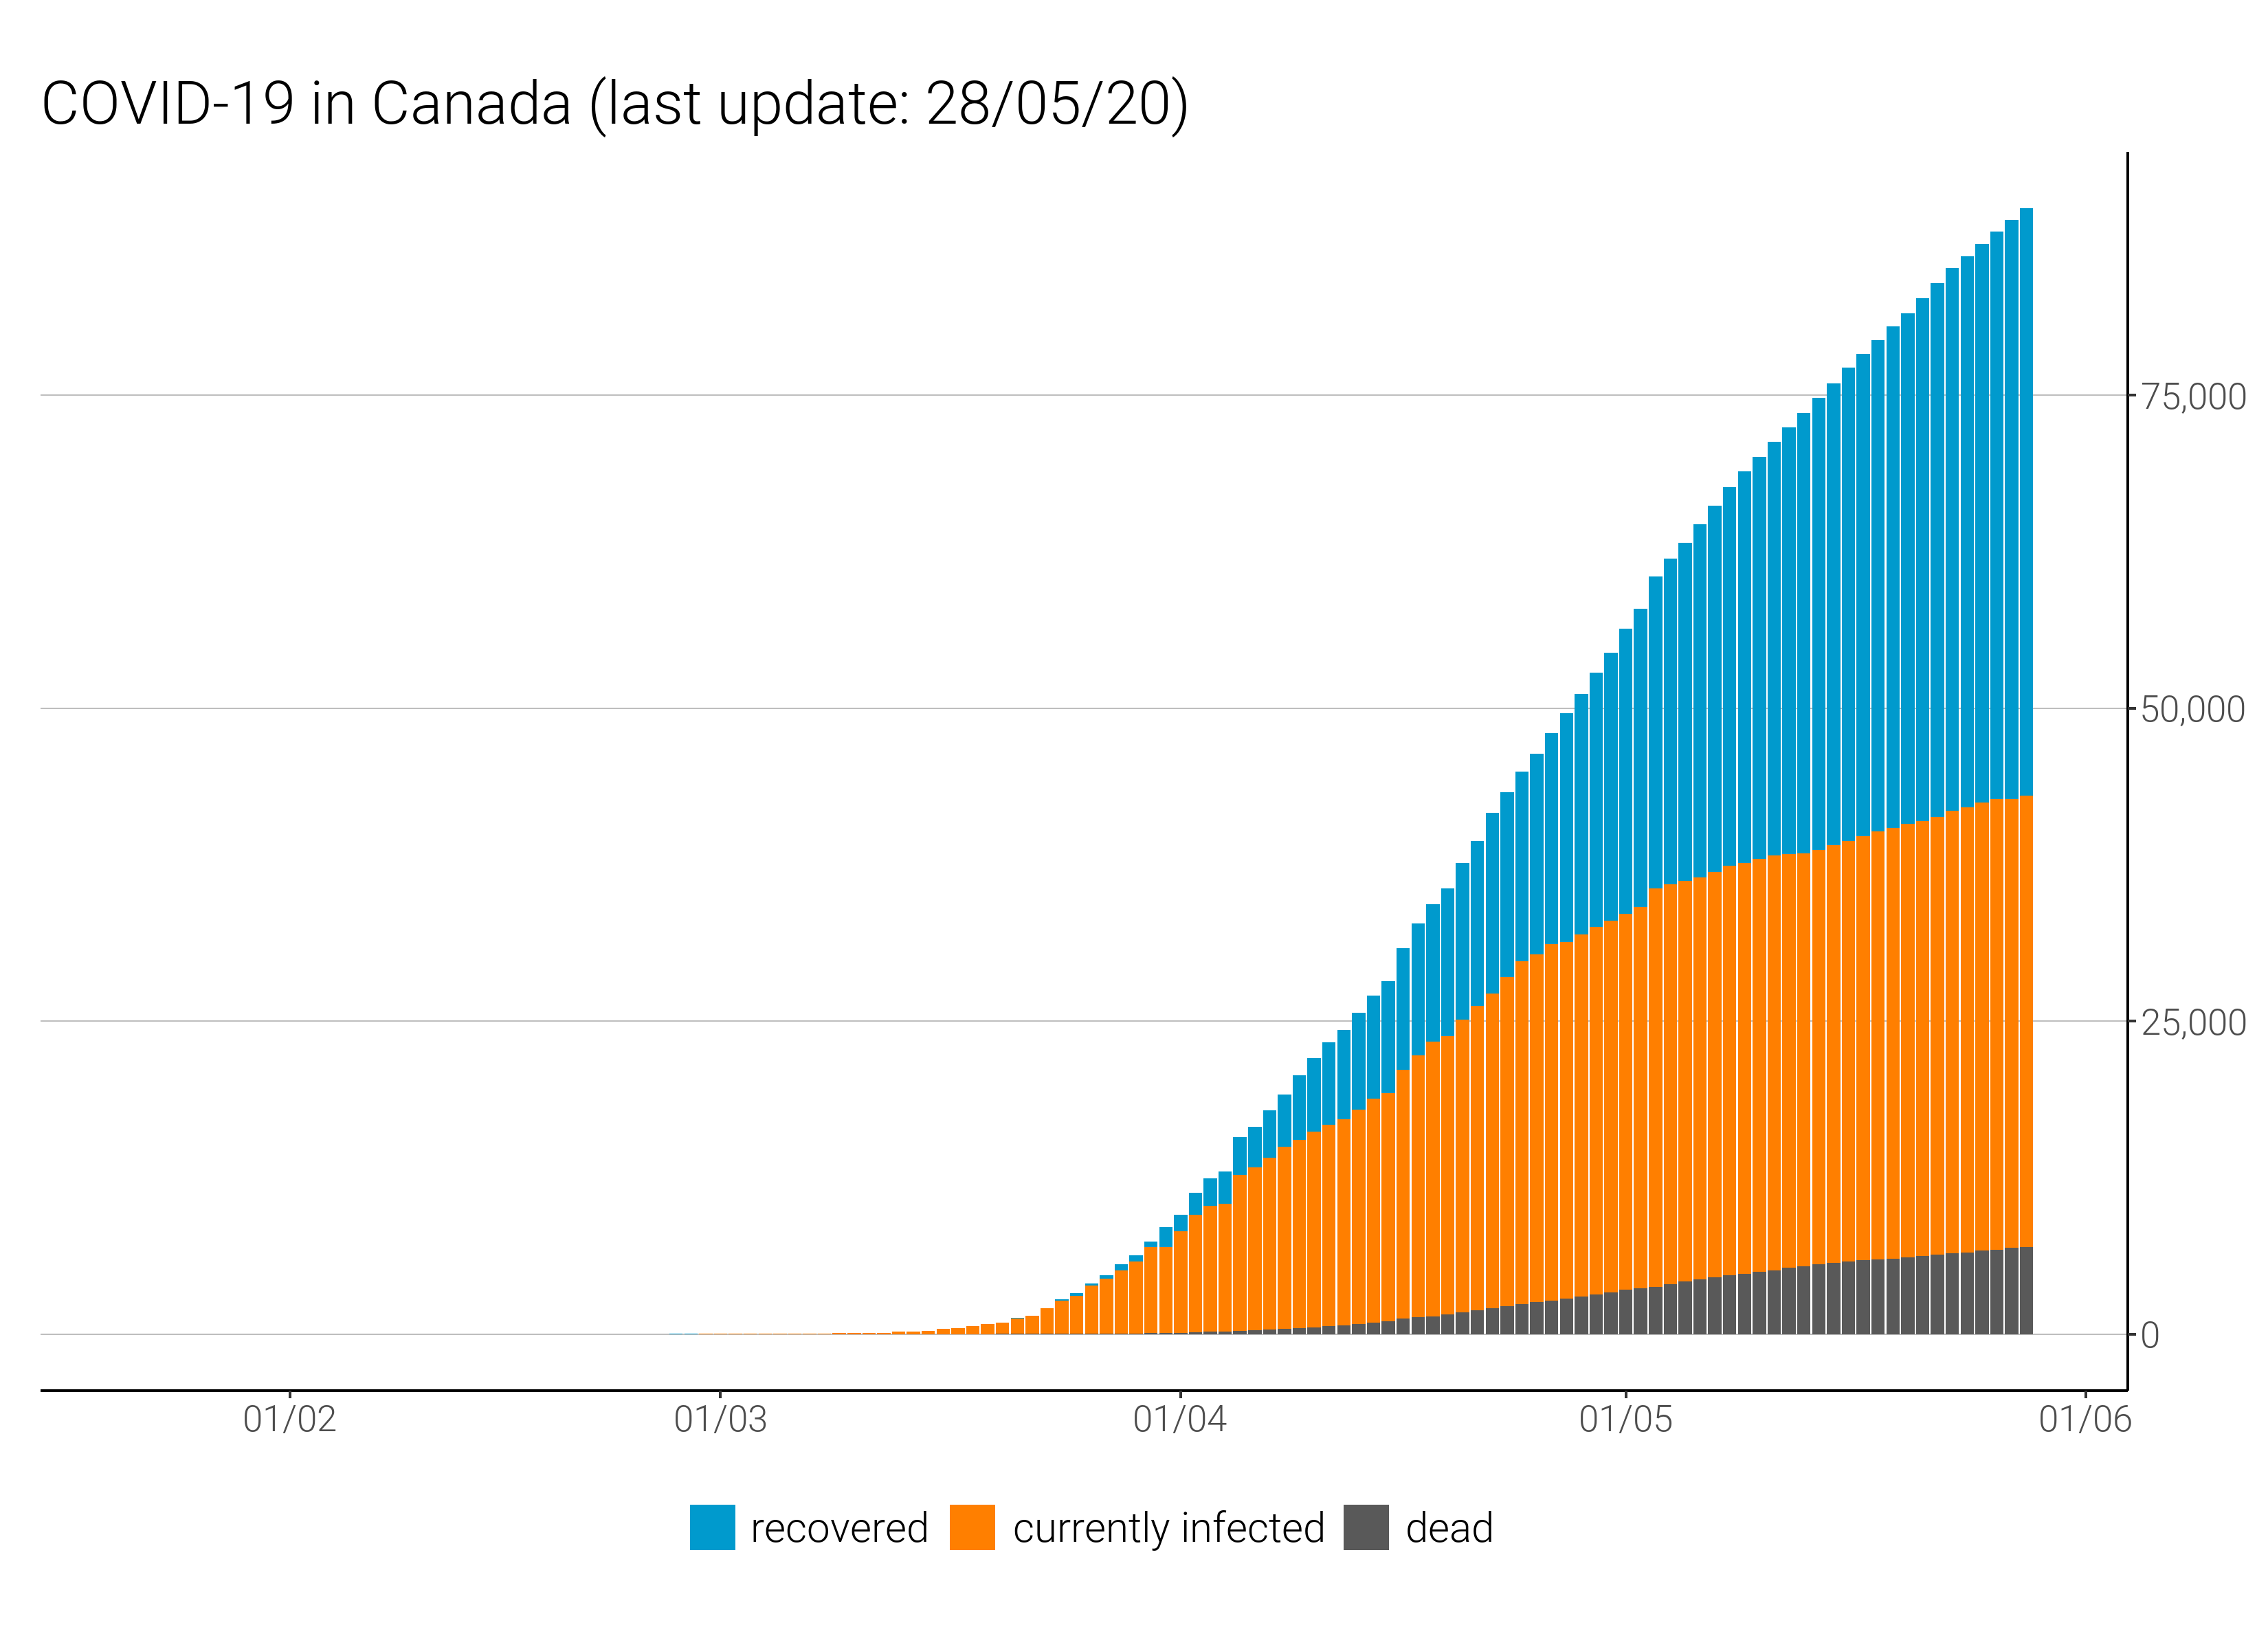 COVID-19 in Canada (last update: 28/05/20)
75,000
50,000
25,000
0
01/02 01/03 01/04 01/05 01/06
recovered currently infected dead